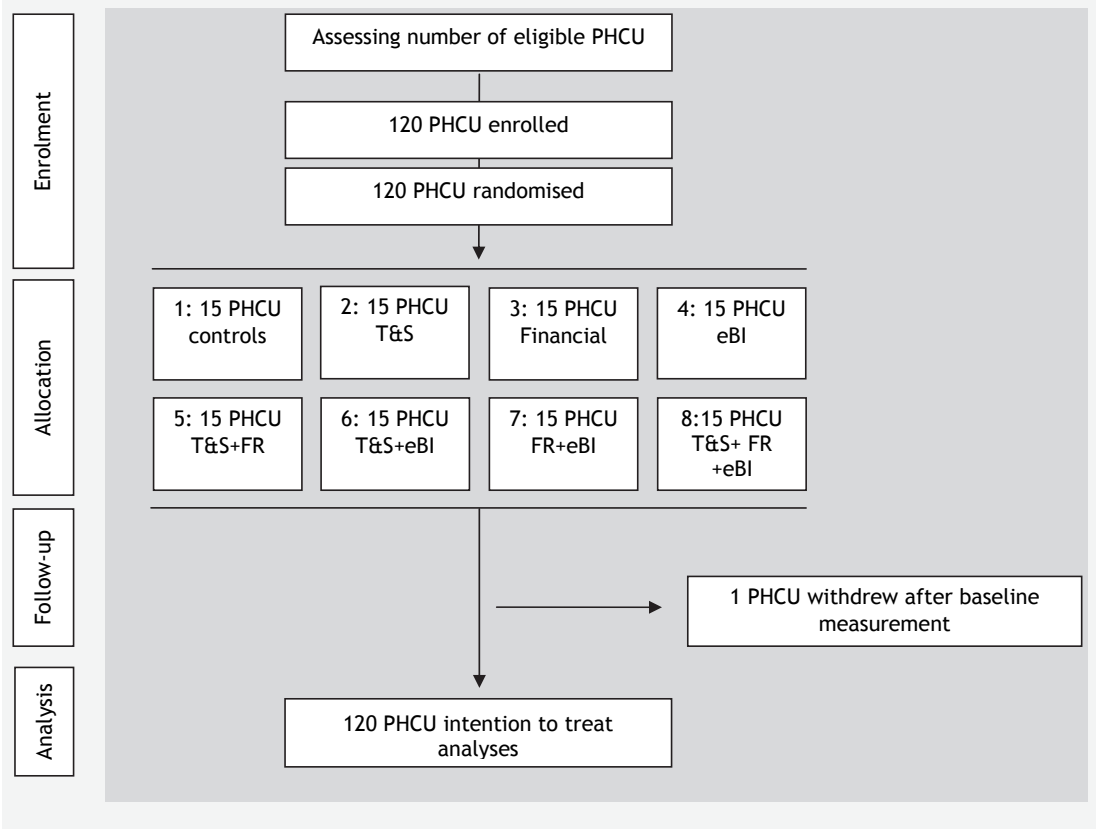 Enrolment
Assessing number of eligible PHCU
120 PHCU enrolled
120 PHCU randomised
Allocation
1: 15 PHCU
controls
2: 15 PHCU
T&S
3: 15 PHCU
Financial
4: 15 PHCU
eBI
5: 15 PHCU
T&S+FR
6: 15 PHCU
T&S+eBI
7: 15 PHCU
FR+eBI
8:15 PHCU
T&S+ FR
+eBI
Follow-up
1 PHCU withdrew after baseline
measurement
Analysis
120 PHCU intention to treat
analyses